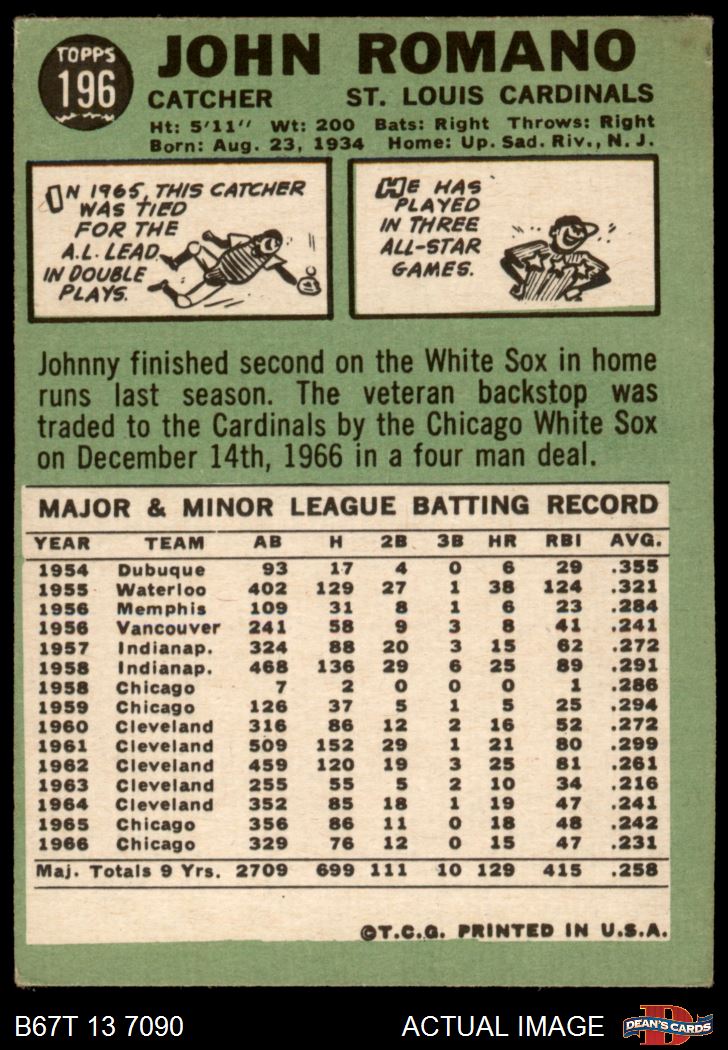 TOPPS
196
JOHN ROMANO
CATCHER ST. LOUIS CARDINALS
Ht: 5'11" Wt: 200 Bats: Right Throws: Right
Born: Aug. 23, 1934 Home: Up. Sad. Riv., N. J.
IN 1965, THIS CATCHER
WAS TIED
FOR THE
A.L. LEAD
IN DOUBLE
PLAYS.
HE HAS
PLAYED
IN THREE
ALL-STAR
GAMES.
Johnny finished second on the White Sox in home
runs last season. The veteran backstop was
traded to the Cardinals by the Chicago White Sox
on December 14th, 1966 in a four man deal.
MAJOR & MINOR LEAGUE BATTING RECORD
YEAR TEAM AB H 2B 3B HR RBI AVG.
1954 Dubuque 93 17 4 0 6 29 .355
1955 Waterloo 402 129 27 1 38 124 .321
1956 Memphis 109 31 8 1 6 23 .284
1956 Vancouver 241 58 9 3 8 41 .241
1957 Indianap. 324 88 20 3 15 62 .272
1958 Indianap. 468 136 29 6 25 89 .291
1958 Chicago 7 2 0 0 0 1 .286
1959 Chicago 126 37 5 1 5 25 .294
1960 Cleveland 316 86 12 2 16 52 .272
1961 Cleveland 509 152 29 1 21 80 .299
1962 Cleveland 459 120 19 3 25 81 .261
1963 Cleveland 255 55 5 2 10 34 .216
1964 Cleveland 352 85 18 1 19 47 .241
1965 Chicago 356 86 11 0 18 48 .242
1966 Chicago 329 76 12 0 15 47 .231
Maj. Totals 9 Yrs. 2709 699 111 10 129 415 .258
©T.C.G. PRINTED IN U.S.A.
B67T 13 7090 ACTUAL IMAGE DEAN'S CARDS